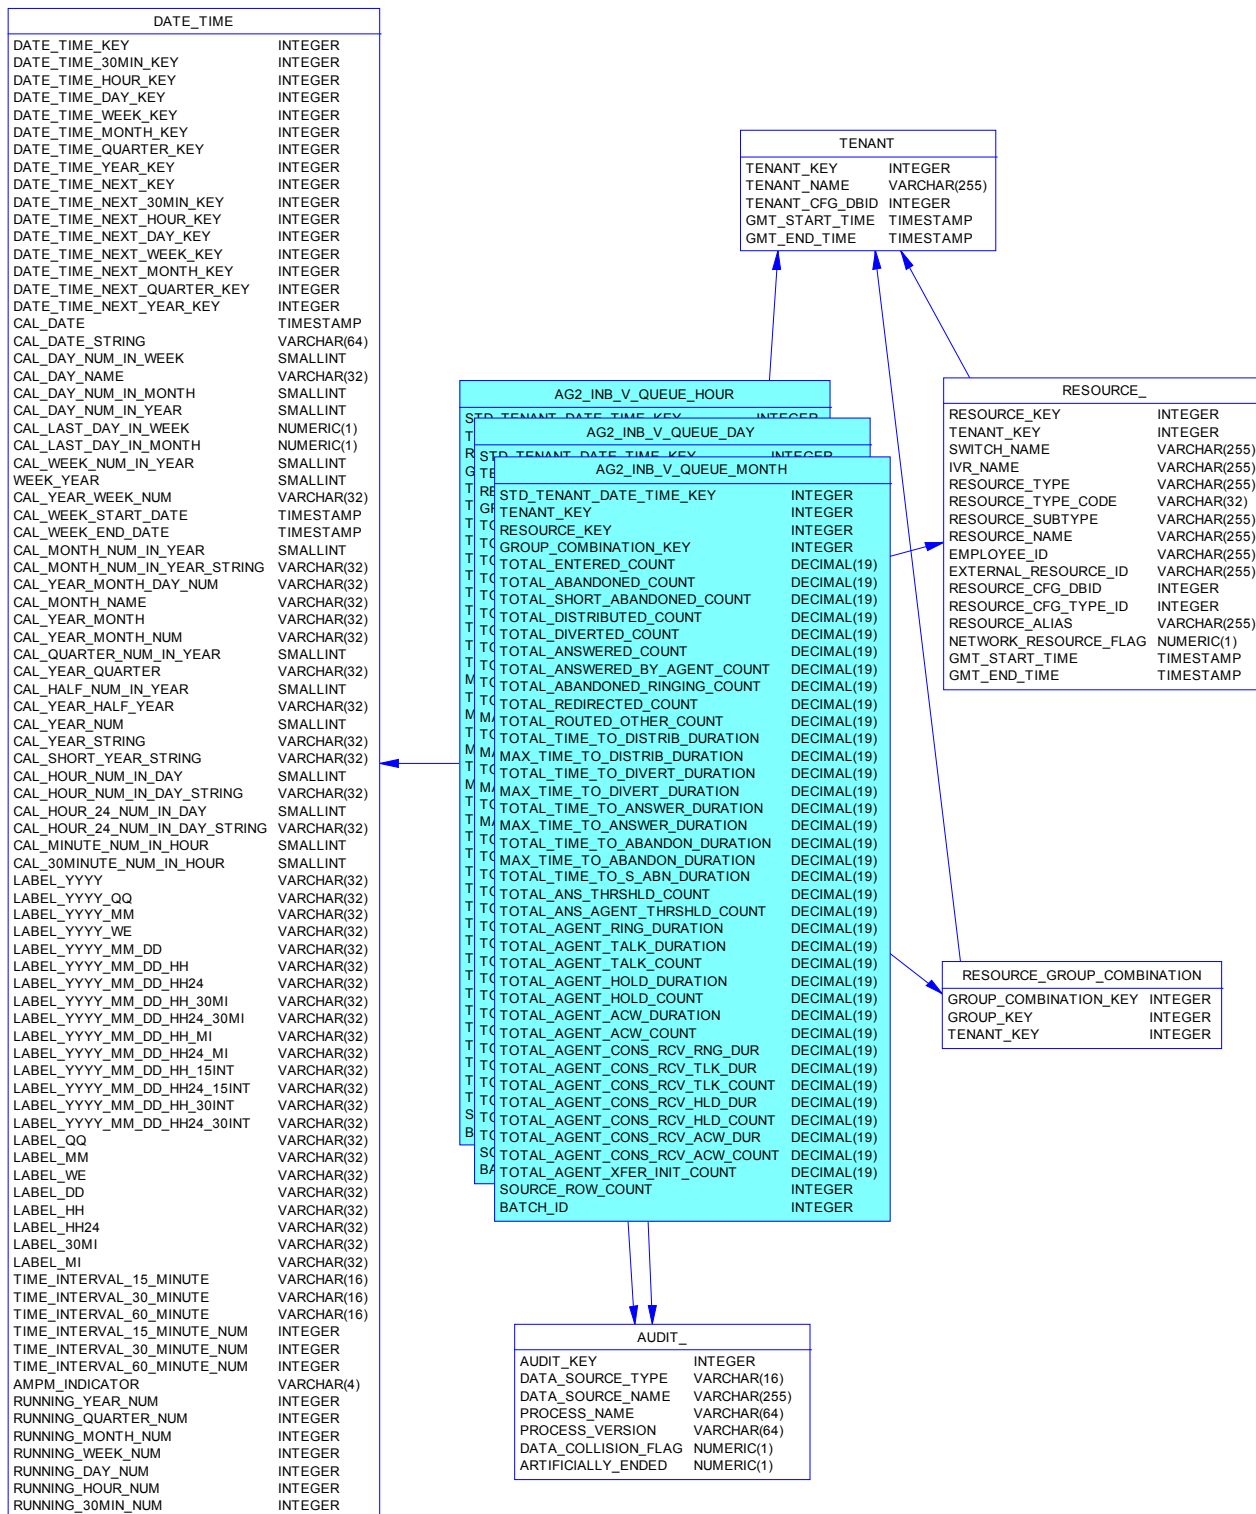 DATE_TIME
DATE_TIME_KEY INTEGER
DATE_TIME_30MIN_KEY INTEGER
DATE_TIME_HOUR_KEY INTEGER
DATE_TIME_DAY_KEY INTEGER
DATE_TIME_WEEK_KEY INTEGER
DATE_TIME_MONTH_KEY INTEGER
DATE_TIME_QUARTER_KEY INTEGER
DATE_TIME_YEAR_KEY INTEGER
DATE_TIME_NEXT_KEY INTEGER
DATE_TIME_NEXT_30MIN_KEY INTEGER
DATE_TIME_NEXT_HOUR_KEY INTEGER
DATE_TIME_NEXT_DAY_KEY INTEGER
DATE_TIME_NEXT_WEEK_KEY INTEGER
DATE_TIME_NEXT_MONTH_KEY INTEGER
DATE_TIME_NEXT_QUARTER_KEY INTEGER
DATE_TIME_NEXT_YEAR_KEY INTEGER
CAL_DATE TIMESTAMP
CAL_DATE_STRING VARCHAR(64)
CAL_DAY_NUM_IN_WEEK SMALLINT
CAL_DAY_NAME VARCHAR(32)
CAL_DAY_NUM_IN_MONTH SMALLINT
CAL_DAY_NUM_IN_YEAR SMALLINT
CAL_LAST_DAY_IN_WEEK NUMERIC(1)
CAL_LAST_DAY_IN_MONTH NUMERIC(1)
CAL_WEEK_NUM_IN_YEAR SMALLINT
WEEK_YEAR SMALLINT
CAL_YEAR_WEEK_NUM VARCHAR(32)
CAL_WEEK_START_DATE TIMESTAMP
CAL_WEEK_END_DATE TIMESTAMP
CAL_MONTH_NUM_IN_YEAR SMALLINT
CAL_MONTH_NUM_IN_YEAR_STRING VARCHAR(32)
CAL_YEAR_MONTH_DAY_NUM VARCHAR(32)
CAL_MONTH_NAME VARCHAR(32)
CAL_YEAR_MONTH VARCHAR(32)
CAL_YEAR_MONTH_NUM VARCHAR(32)
CAL_QUARTER_NUM_IN_YEAR SMALLINT
CAL_YEAR_QUARTER VARCHAR(32)
CAL_HALF_NUM_IN_YEAR SMALLINT
CAL_YEAR_HALF_YEAR VARCHAR(32)
CAL_YEAR_NUM SMALLINT
CAL_YEAR_STRING VARCHAR(32)
CAL_SHORT_YEAR_STRING VARCHAR(32)
CAL_HOUR_NUM_IN_DAY SMALLINT
CAL_HOUR_NUM_IN_DAY_STRING VARCHAR(32)
CAL_HOUR_24_NUM_IN_DAY SMALLINT
CAL_HOUR_24_NUM_IN_DAY_STRING VARCHAR(32)
CAL_MINUTE_NUM_IN_HOUR SMALLINT
CAL_30MINUTE_NUM_IN_HOUR SMALLINT
LABEL_YYYY VARCHAR(32)
LABEL_YYYY_QQ VARCHAR(32)
LABEL_YYYY_MM VARCHAR(32)
LABEL_YYYY_WE VARCHAR(32)
LABEL_YYYY_MM_DD VARCHAR(32)
LABEL_YYYY_MM_DD_HH VARCHAR(32)
LABEL_YYYY_MM_DD_HH24 VARCHAR(32)
LABEL_YYYY_MM_DD_HH_30MI VARCHAR(32)
LABEL_YYYY_MM_DD_HH24_30MI VARCHAR(32)
LABEL_YYYY_MM_DD_HH_MI VARCHAR(32)
LABEL_YYYY_MM_DD_HH24_MI VARCHAR(32)
LABEL_YYYY_MM_DD_HH_15INT VARCHAR(32)
LABEL_YYYY_MM_DD_HH24_15INT VARCHAR(32)
LABEL_YYYY_MM_DD_HH_30INT VARCHAR(32)
LABEL_YYYY_MM_DD_HH24_30INT VARCHAR(32)
LABEL_QQ VARCHAR(32)
LABEL_MM VARCHAR(32)
LABEL_WE VARCHAR(32)
LABEL_DD VARCHAR(32)
LABEL_HH VARCHAR(32)
LABEL_HH24 VARCHAR(32)
LABEL_30MI VARCHAR(32)
LABEL_MI VARCHAR(32)
TIME_INTERVAL_15_MINUTE VARCHAR(16)
TIME_INTERVAL_30_MINUTE VARCHAR(16)
TIME_INTERVAL_60_MINUTE VARCHAR(16)
TIME_INTERVAL_15_MINUTE_NUM INTEGER
TIME_INTERVAL_30_MINUTE_NUM INTEGER
TIME_INTERVAL_60_MINUTE_NUM INTEGER
AMPM_INDICATOR VARCHAR(4)
RUNNING_YEAR_NUM INTEGER
RUNNING_QUARTER_NUM INTEGER
RUNNING_MONTH_NUM INTEGER
RUNNING_WEEK_NUM INTEGER
RUNNING_DAY_NUM INTEGER
RUNNING_HOUR_NUM INTEGER
RUNNING_30MIN_NUM INTEGER
TENANT
TENANT_KEY INTEGER
TENANT_NAME VARCHAR(255)
TENANT_CFG_DBID INTEGER
GMT_START_TIME TIMESTAMP
GMT_END_TIME TIMESTAMP
AG2_INB_V_QUEUE_HOUR
STD_TENANT_DATE_TIME_KEY INTEGER
AG2_INB_V_QUEUE_DAY
STD_TENANT_DATE_TIME_KEY INTEGER
AG2_INB_V_QUEUE_MONTH
STD_TENANT_DATE_TIME_KEY INTEGER
TENANT_KEY INTEGER
RESOURCE_KEY INTEGER
GROUP_COMBINATION_KEY INTEGER
TOTAL_ENTERED_COUNT DECIMAL(19)
TOTAL_ABANDONED_COUNT DECIMAL(19)
TOTAL_SHORT_ABANDONED_COUNT DECIMAL(19)
TOTAL_DISTRIBUTED_COUNT DECIMAL(19)
TOTAL_DIVERTED_COUNT DECIMAL(19)
TOTAL_ANSWERED_COUNT DECIMAL(19)
TOTAL_ANSWERED_BY_AGENT_COUNT DECIMAL(19)
TOTAL_ABANDONED_RINGING_COUNT DECIMAL(19)
TOTAL_REDIRECTED_COUNT DECIMAL(19)
TOTAL_ROUTED_OTHER_COUNT DECIMAL(19)
TOTAL_TIME_TO_DISTRIB_DURATION DECIMAL(19)
MAX_TIME_TO_DISTRIB_DURATION DECIMAL(19)
TOTAL_TIME_TO_DIVERT_DURATION DECIMAL(19)
MAX_TIME_TO_DIVERT_DURATION DECIMAL(19)
TOTAL_TIME_TO_ANSWER_DURATION DECIMAL(19)
MAX_TIME_TO_ANSWER_DURATION DECIMAL(19)
TOTAL_TIME_TO_ABANDON_DURATION DECIMAL(19)
MAX_TIME_TO_ABANDON_DURATION DECIMAL(19)
TOTAL_TIME_TO_S_ABN_DURATION DECIMAL(19)
TOTAL_ANS_THRSHLD_COUNT DECIMAL(19)
TOTAL_ANS_AGENT_THRSHLD_COUNT DECIMAL(19)
TOTAL_AGENT_RING_DURATION DECIMAL(19)
TOTAL_AGENT_TALK_DURATION DECIMAL(19)
TOTAL_AGENT_TALK_COUNT DECIMAL(19)
TOTAL_AGENT_HOLD_DURATION DECIMAL(19)
TOTAL_AGENT_HOLD_COUNT DECIMAL(19)
TOTAL_AGENT_ACW_DURATION DECIMAL(19)
TOTAL_AGENT_ACW_COUNT DECIMAL(19)
TOTAL_AGENT_CONS_RCV_RNG_DUR DECIMAL(19)
TOTAL_AGENT_CONS_RCV_TLK_DUR DECIMAL(19)
TOTAL_AGENT_CONS_RCV_TLK_COUNT DECIMAL(19)
TOTAL_AGENT_CONS_RCV_HLD_DUR DECIMAL(19)
TOTAL_AGENT_CONS_RCV_HLD_COUNT DECIMAL(19)
TOTAL_AGENT_CONS_RCV_ACW_DUR DECIMAL(19)
TOTAL_AGENT_CONS_RCV_ACW_COUNT DECIMAL(19)
TOTAL_AGENT_XFER_INIT_COUNT DECIMAL(19)
SOURCE_ROW_COUNT INTEGER
BATCH_ID INTEGER
RESOURCE_
RESOURCE_KEY INTEGER
TENANT_KEY INTEGER
SWITCH_NAME VARCHAR(255)
IVR_NAME VARCHAR(255)
RESOURCE_TYPE VARCHAR(255)
RESOURCE_TYPE_CODE VARCHAR(32)
RESOURCE_SUBTYPE VARCHAR(255)
RESOURCE_NAME VARCHAR(255)
EMPLOYEE_ID VARCHAR(255)
EXTERNAL_RESOURCE_ID VARCHAR(255)
RESOURCE_CFG_DBID INTEGER
RESOURCE_CFG_TYPE_ID INTEGER
RESOURCE_ALIAS VARCHAR(255)
NETWORK_RESOURCE_FLAG NUMERIC(1)
GMT_START_TIME TIMESTAMP
GMT_END_TIME TIMESTAMP
RESOURCE_GROUP_COMBINATION
GROUP_COMBINATION_KEY INTEGER
GROUP_KEY INTEGER
TENANT_KEY INTEGER
AUDIT_
AUDIT_KEY INTEGER
DATA_SOURCE_TYPE VARCHAR(16)
DATA_SOURCE_NAME VARCHAR(255)
PROCESS_NAME VARCHAR(64)
PROCESS_VERSION VARCHAR(64)
DATA_COLLISION_FLAG NUMERIC(1)
ARTIFICIALLY_ENDED NUMERIC(1)